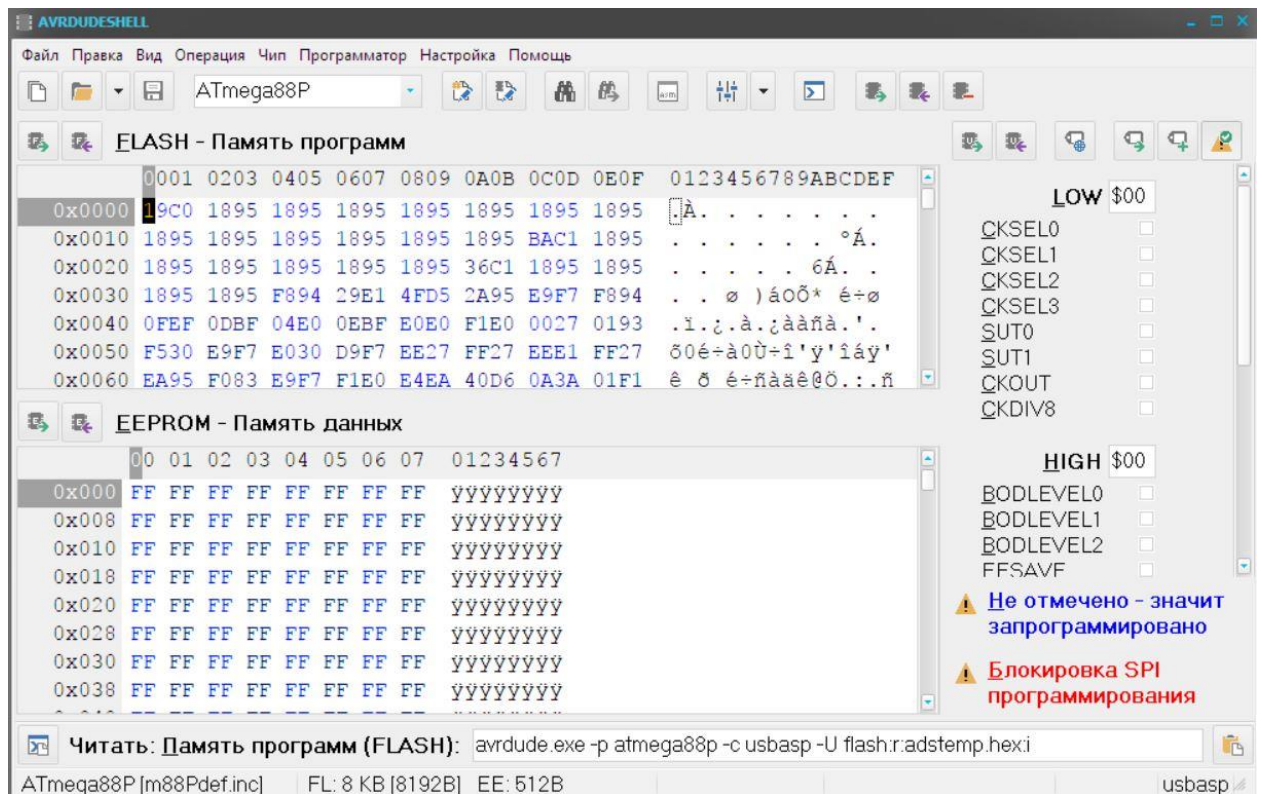 AVRDUDESHELL
Файл Правка Вид Операция Чип Программатор Настройка Помощь
ATmega88P
FLASH - Память программ
0001 0203 0405 0607 0809 0A0B 0C0D 0E0F 0123456789ABCDEF
0x0000 19C0 1895 1895 1895 1895 1895 1895 1895 .À. . . . . . .
0x0010 1895 1895 1895 1895 1895 1895 BAC1 1895 . . . . . . ºÁ.
0x0020 1895 1895 1895 1895 1895 36C1 1895 1895 . . . . . 6Á. .
0x0030 1895 1895 F894 29E1 4FD5 2A95 E9F7 F894 . . ø )áOÕ* é÷ø
0x0040 0FEF 0DBF 04E0 0EBF E0E0 F1E0 0027 0193 .ï.¿.à.¿ààñà.'.
0x0050 F530 E9F7 E030 D9F7 EE27 FF27 EEE1 FF27 õ0é÷à0Ù÷î'ÿ'îáÿ'
0x0060 EA95 F083 E9F7 F1E0 E4EA 40D6 0A3A 01F1 ê ð é÷ñàäê@Ö.:.ñ
EEPROM - Память данных
00 01 02 03 04 05 06 07 01234567
0x000 FF FF FF FF FF FF FF FF ÿÿÿÿÿÿÿÿ
0x008 FF FF FF FF FF FF FF FF ÿÿÿÿÿÿÿÿ
0x010 FF FF FF FF FF FF FF FF ÿÿÿÿÿÿÿÿ
0x018 FF FF FF FF FF FF FF FF ÿÿÿÿÿÿÿÿ
0x020 FF FF FF FF FF FF FF FF ÿÿÿÿÿÿÿÿ
0x028 FF FF FF FF FF FF FF FF ÿÿÿÿÿÿÿÿ
0x030 FF FF FF FF FF FF FF FF ÿÿÿÿÿÿÿÿ
0x038 FF FF FF FF FF FF FF FF ÿÿÿÿÿÿÿÿ
LOW $00
CKSEL0
CKSEL1
CKSEL2
CKSEL3
SUT0
SUT1
CKOUT
CKDIV8
HIGH $00
BODLEVEL0
BODLEVEL1
BODLEVEL2
EESAVE
Не отмечено - значит
запрограммировано
Блокировка SPI
программирования
Читать: Память программ (FLASH): avrdude.exe -p atmega88p -c usbasp -U flash:r:adstemp.hex:i
ATmega88P [m88Pdef.inc] FL: 8 KB [8192B] EE: 512B usbasp